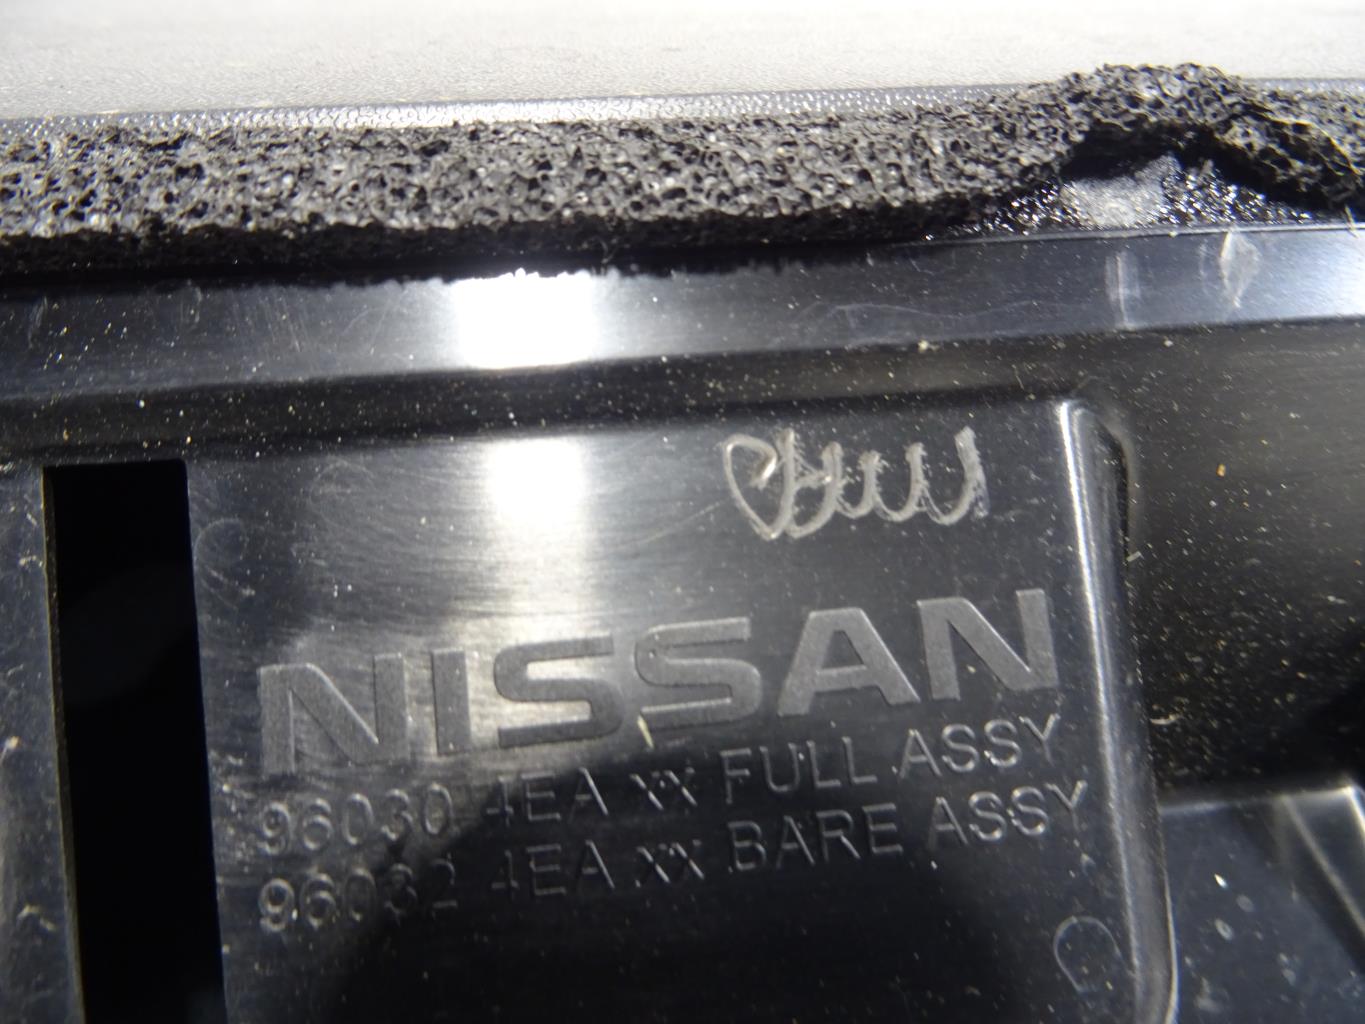 NISSAN
96030 4EA xx FULL ASSY
96032 4EA xx BARE ASSY